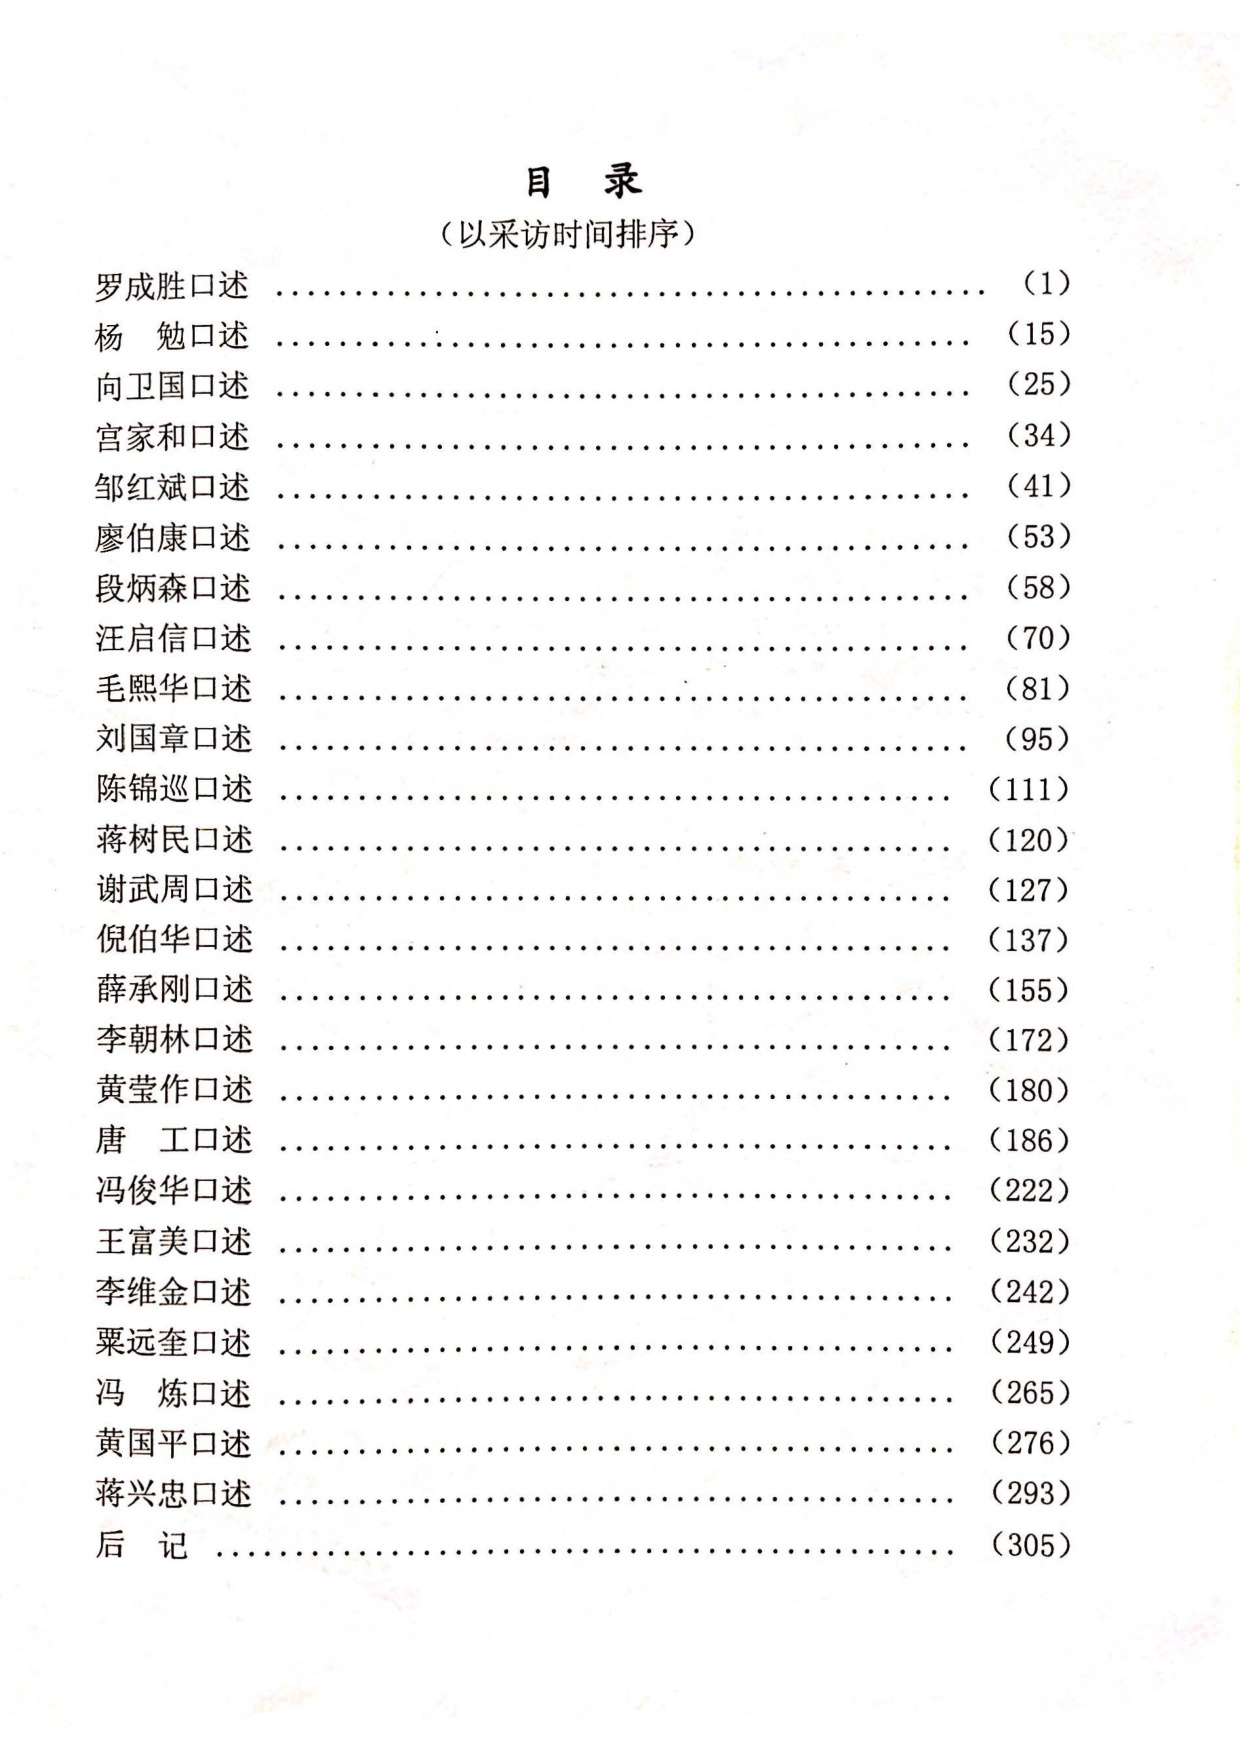 目　录
（以采访时间排序）
罗成胜口述 ............................................. （1）
杨　勉口述 ............................................ （15）
向卫国口述 ............................................ （25）
宫家和口述 ............................................ （34）
邹红斌口述 ............................................ （41）
廖伯康口述 ............................................ （53）
段炳森口述 ............................................ （58）
汪启信口述 ............................................ （70）
毛熙华口述 ............................................ （81）
刘国章口述 ............................................ （95）
陈锦巡口述 ........................................... （111）
蒋树民口述 ........................................... （120）
谢武周口述 ........................................... （127）
倪伯华口述 ........................................... （137）
薛承刚口述 ........................................... （155）
李朝林口述 ........................................... （172）
黄莹作口述 ........................................... （180）
唐　工口述 ........................................... （186）
冯俊华口述 ........................................... （222）
王富美口述 ........................................... （232）
李维金口述 ........................................... （242）
粟远奎口述 ........................................... （249）
冯　炼口述 ........................................... （265）
黄国平口述 ........................................... （276）
蒋兴忠口述 ........................................... （293）
后　记 ............................................... （305）